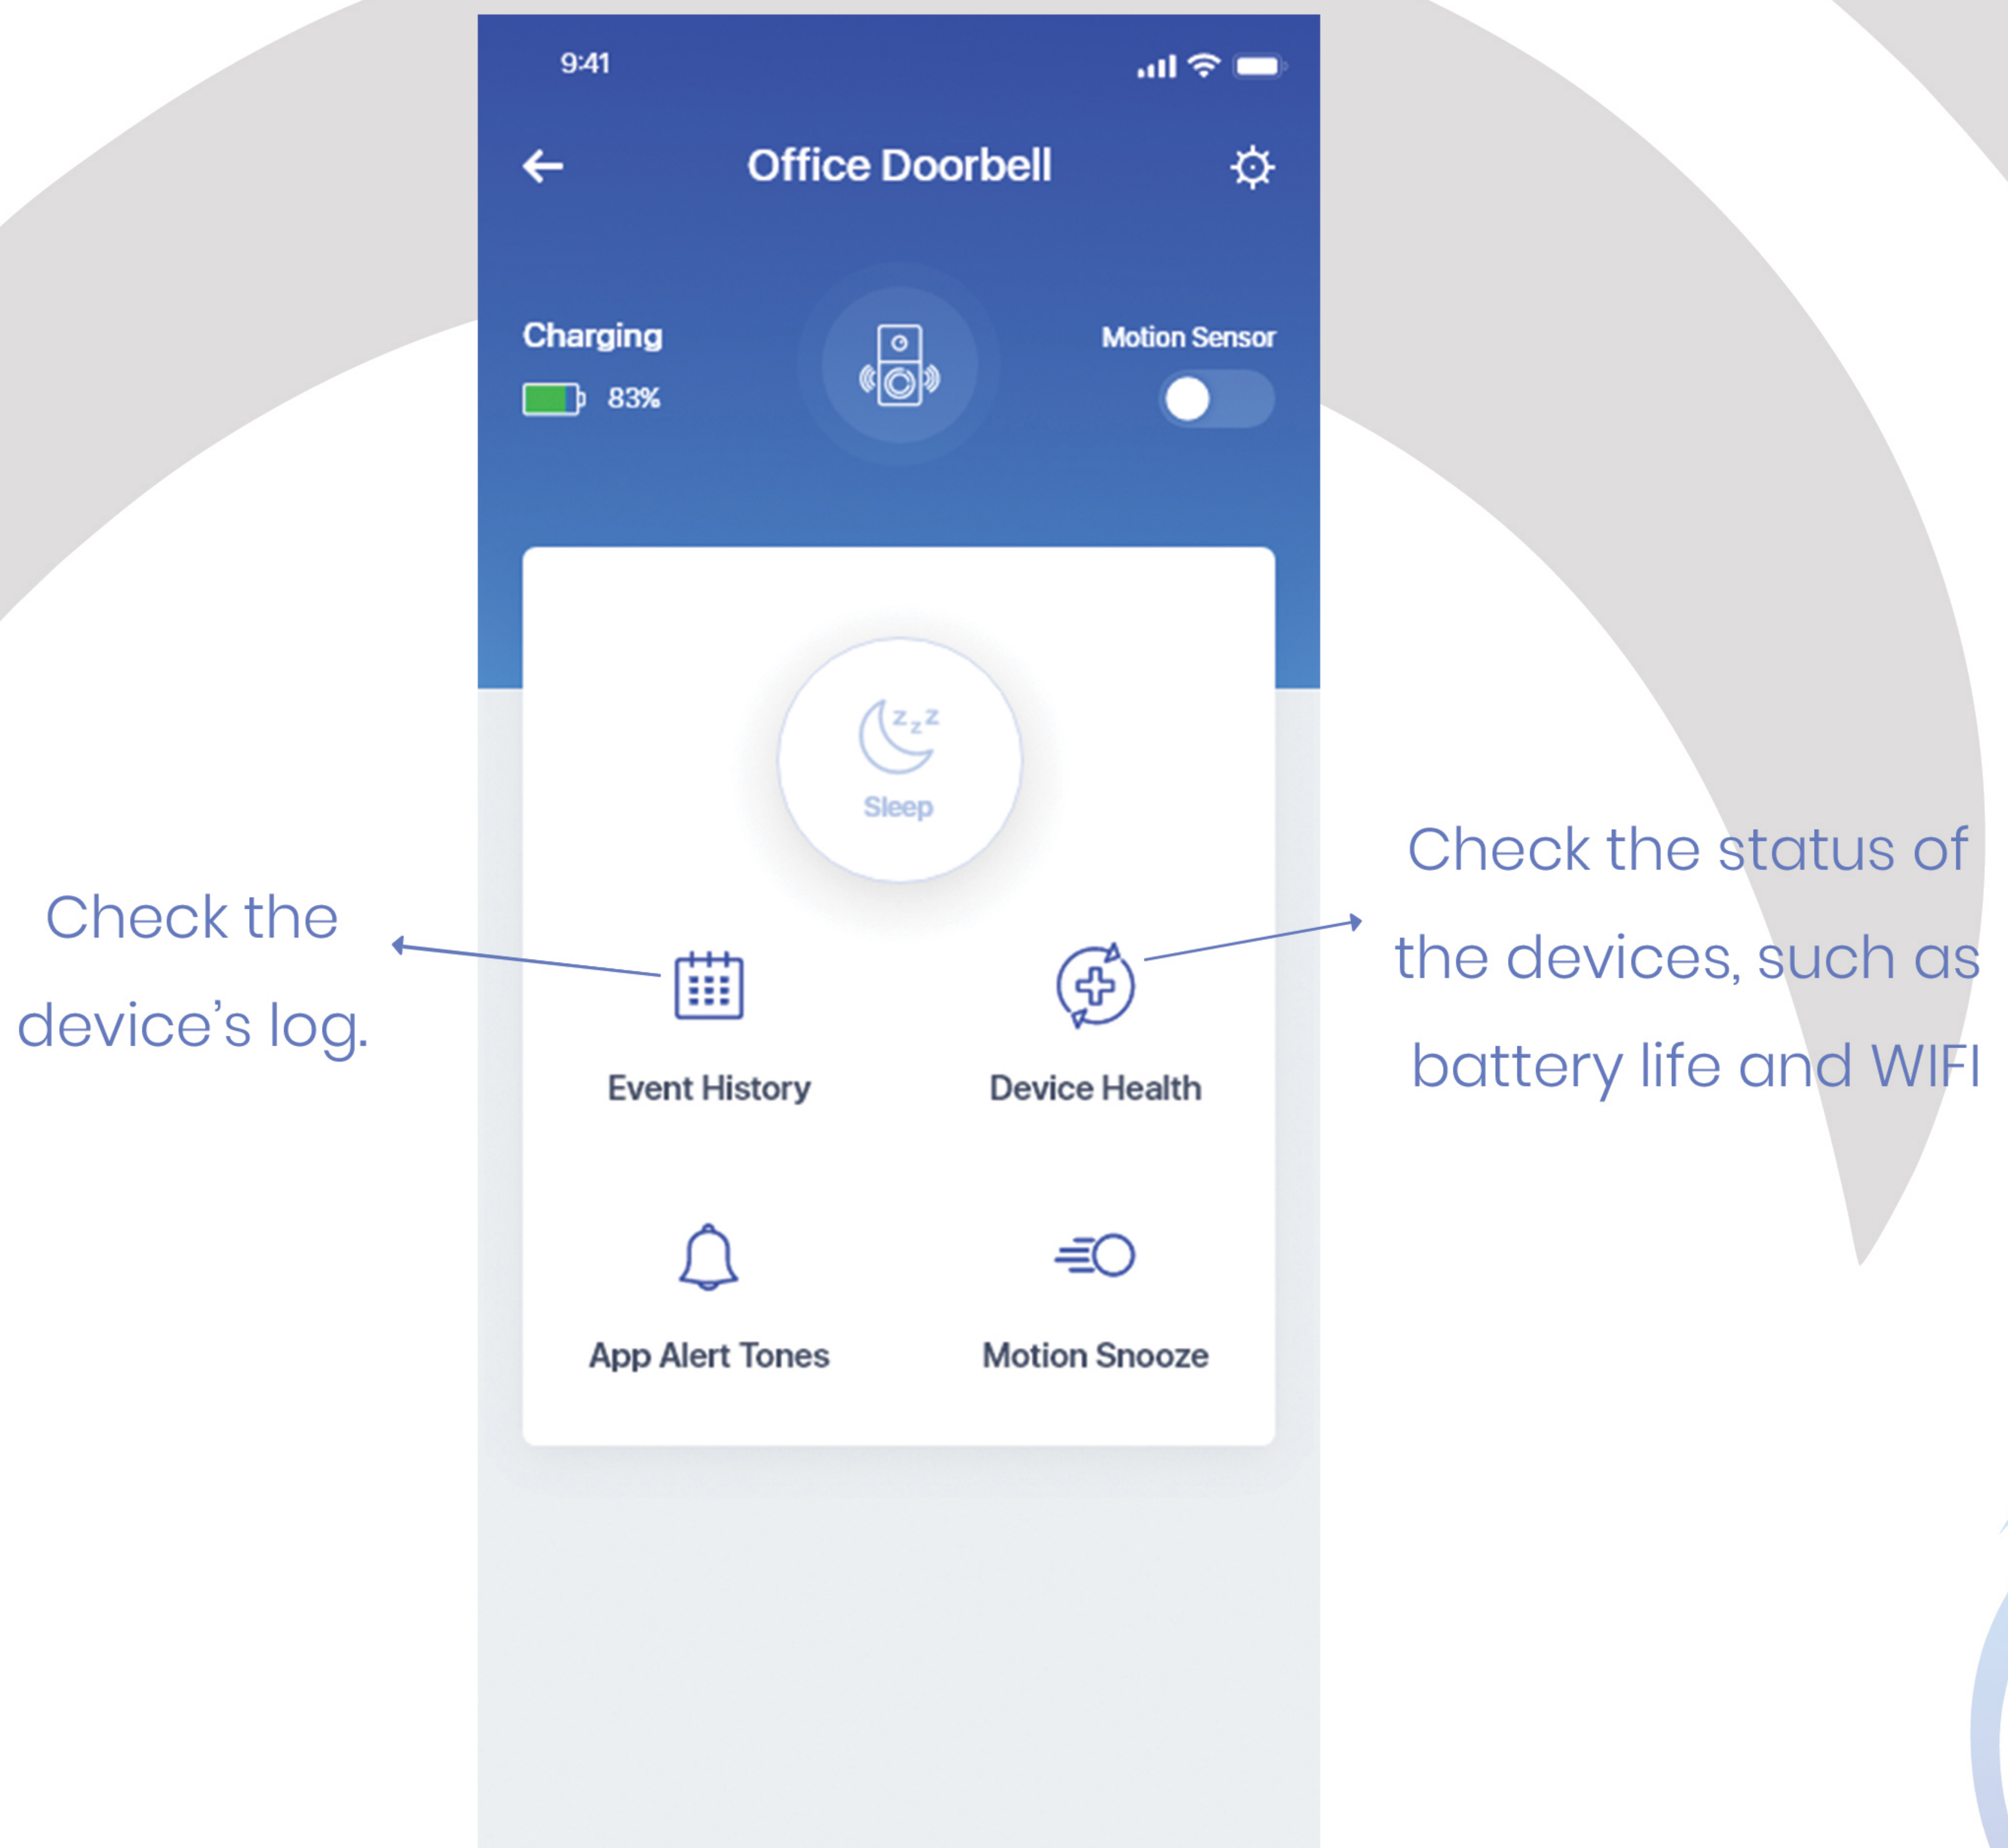 9:41
Office Doorbell
Charging
Motion Sensor
83%
z z z
Sleep
Check the
device’s log.
Check the status of
the devices, such as
battery life and WIFI
Event History
Device Health
App Alert Tones
Motion Snooze